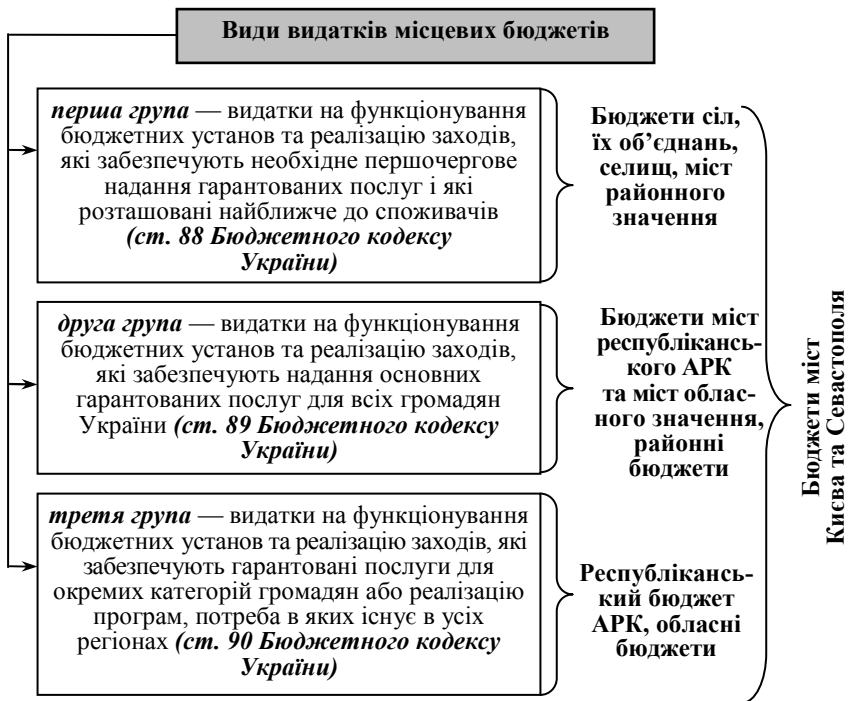 Види видатків місцевих бюджетів
перша група — видатки на функціонування
бюджетних установ та реалізацію заходів,
які забезпечують необхідне першочергове
надання гарантованих послуг і які
розташовані найближче до споживачів
(ст. 88 Бюджетного кодексу
України)
Бюджети сіл,
їх об’єднань,
селищ, міст
районного
значення
друга група — видатки на функціонування
бюджетних установ та реалізацію заходів,
які забезпечують надання основних
гарантованих послуг для всіх громадян
України (ст. 89 Бюджетного кодексу
України)
Бюджети міст
республікансь-
кого АРК
та міст облас-
ного значення,
районні
бюджети
третя група — видатки на функціонування
бюджетних установ та реалізацію заходів, які
забезпечують гарантовані послуги для
окремих категорій громадян або реалізацію
програм, потреба в яких існує в усіх
регіонах (ст. 90 Бюджетного кодексу
України)
Республікансь-
кий бюджет
АРК, обласні
бюджети
Бюджети міст
Києва та Севастополя